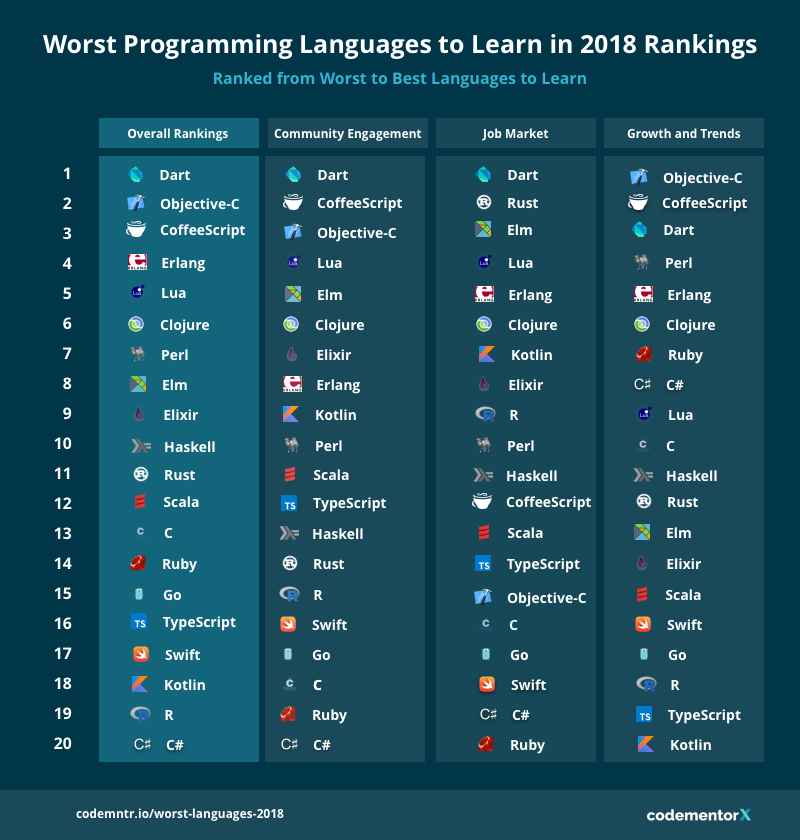 Worst Programming Languages to Learn in 2018 Rankings
Ranked from Worst to Best Languages to Learn
Overall Rankings Community Engagement Job Market Growth and Trends
1 Dart Dart Dart Objective-C
2 Objective-C CoffeeScript Rust CoffeeScript
3 CoffeeScript Objective-C Elm Dart
4 Erlang Lua Lua Perl
5 Lua Elm Erlang Erlang
6 Clojure Clojure Clojure Clojure
7 Perl Elixir Kotlin Ruby
8 Elm Erlang Elixir C# C#
9 Elixir Kotlin R Lua
10 Haskell Perl Perl C
11 Rust Scala Haskell Haskell
12 Scala TS TypeScript CoffeeScript Rust
13 C Haskell Scala Elm
14 Ruby Rust TS TypeScript Elixir
15 Go R Objective-C Scala
16 TS TypeScript Swift C Swift
17 Swift Go Go Go
18 Kotlin C Swift R
19 R Ruby C# C# TS TypeScript
20 C# C# C# C# Ruby Kotlin
codemntr.io/worst-languages-2018 codementorX